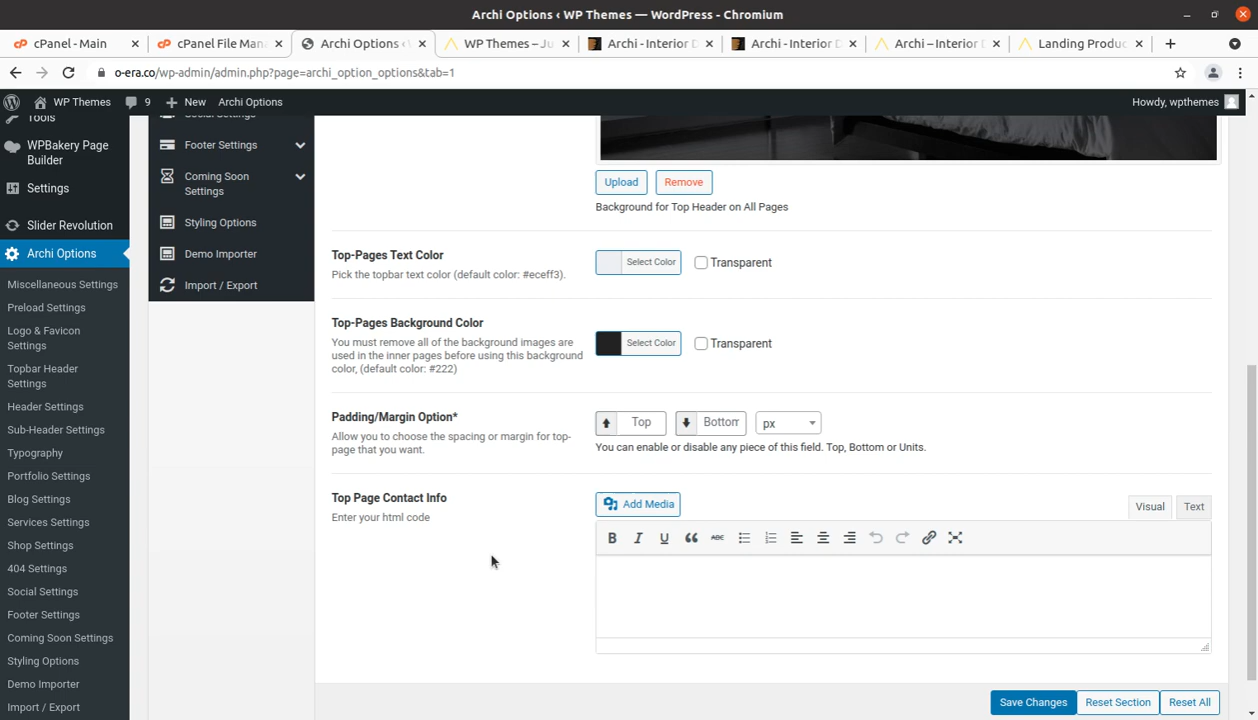 Archi Options ‹ WP Themes — WordPress - Chromium
cPanel - Main
cPanel File Man
Archi Options ‹ 
WP Themes – Ju
Archi - Interior D
Archi - Interior D
Archi – Interior D
Landing Produc
o-era.co/wp-admin/admin.php?page=archi_option_options&tab=1
WP Themes
9
New
Archi Options
Howdy, wpthemes
Tools
WPBakery Page
Builder
Settings
Slider Revolution
Archi Options
Miscellaneous Settings
Preload Settings
Logo & Favicon
Settings
Topbar Header
Settings
Header Settings
Sub-Header Settings
Typography
Portfolio Settings
Blog Settings
Services Settings
Shop Settings
404 Settings
Social Settings
Footer Settings
Coming Soon Settings
Styling Options
Demo Importer
Import / Export
Social Settings
Footer Settings
Coming Soon
Settings
Styling Options
Demo Importer
Import / Export
Upload
Remove
Background for Top Header on All Pages
Top-Pages Text Color
Pick the topbar text color (default color: #eceff3).
Select Color
Transparent
Top-Pages Background Color
You must remove all of the background images are
used in the inner pages before using this background
color, (default color: #222)
Select Color
Transparent
Padding/Margin Option*
Allow you to choose the spacing or margin for top-
page that you want.
Top
Bottom
px
You can enable or disable any piece of this field. Top, Bottom or Units.
Top Page Contact Info
Enter your html code
Add Media
Visual
Text
B I U ABC
Save Changes
Reset Section
Reset All